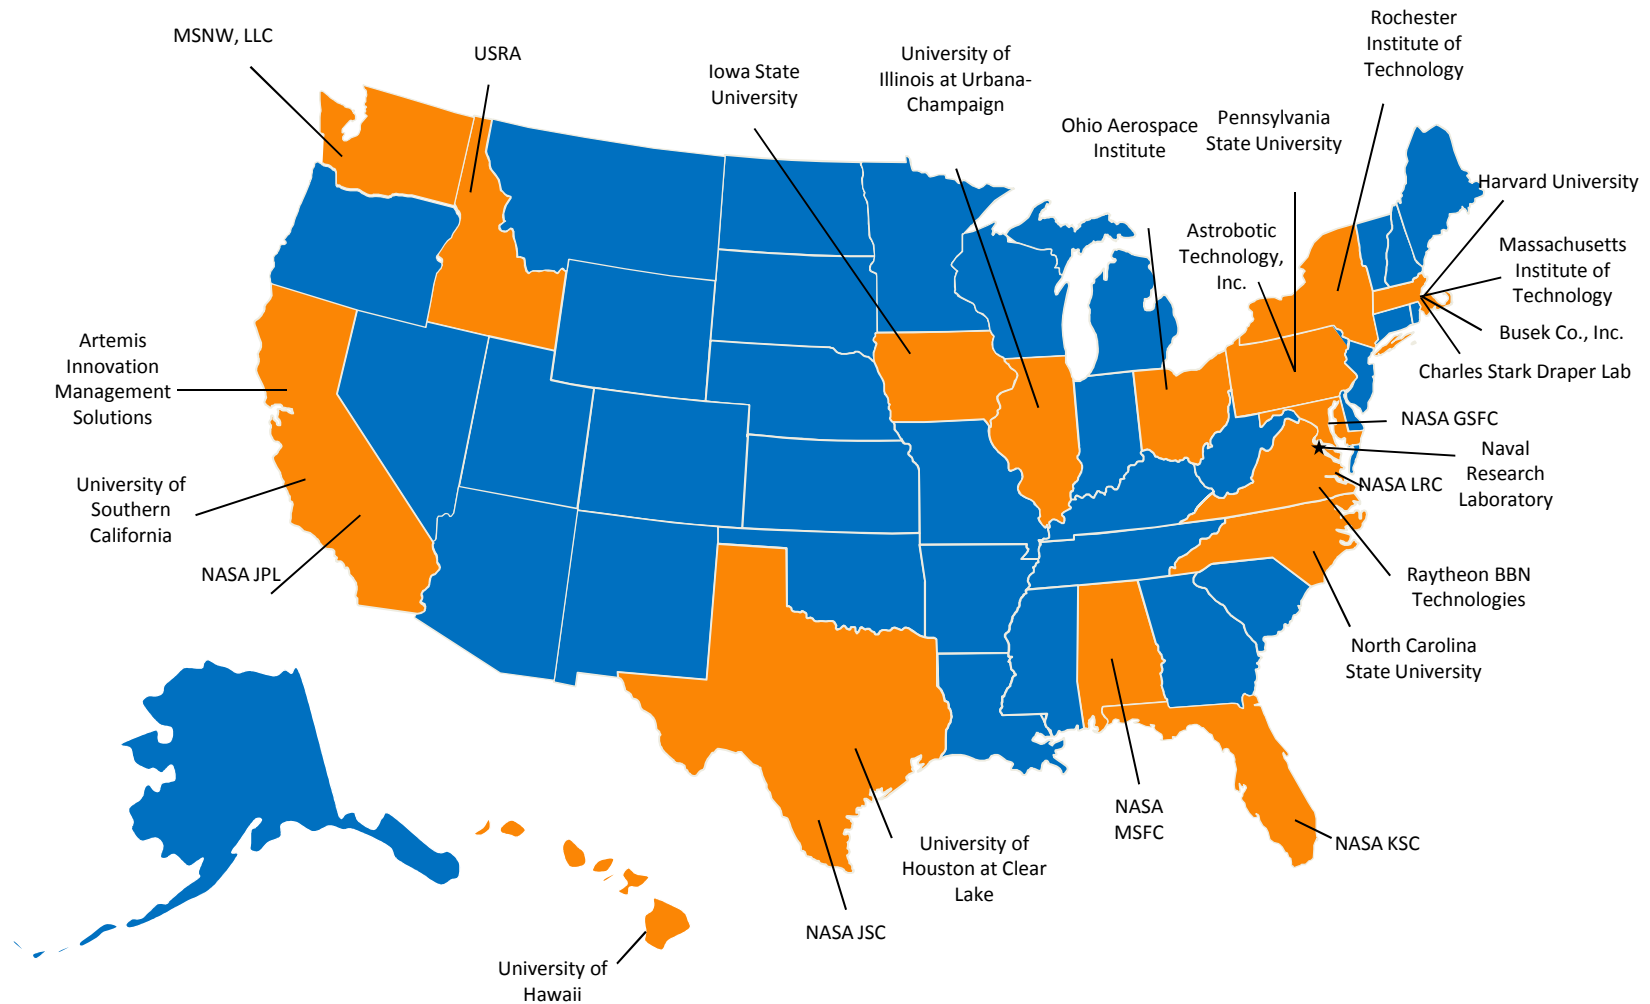 MSNW, LLC
USRA
Iowa State
University
University of
Illinois at Urbana-
Champaign
Ohio Aerospace
Institute
Pennsylvania
State University
Rochester
Institute of
Technology
Astrobotic
Technology,
Inc.
Harvard University
Massachusetts
Institute of
Technology
Busek Co., Inc.
Charles Stark Draper Lab
NASA GSFC
Naval
Research
Laboratory
NASA LRC
Raytheon BBN
Technologies
North Carolina
State University
Artemis
Innovation
Management
Solutions
University of
Southern
California
NASA JPL
NASA
MSFC
NASA KSC
University of
Houston at Clear
Lake
NASA JSC
University of
Hawaii